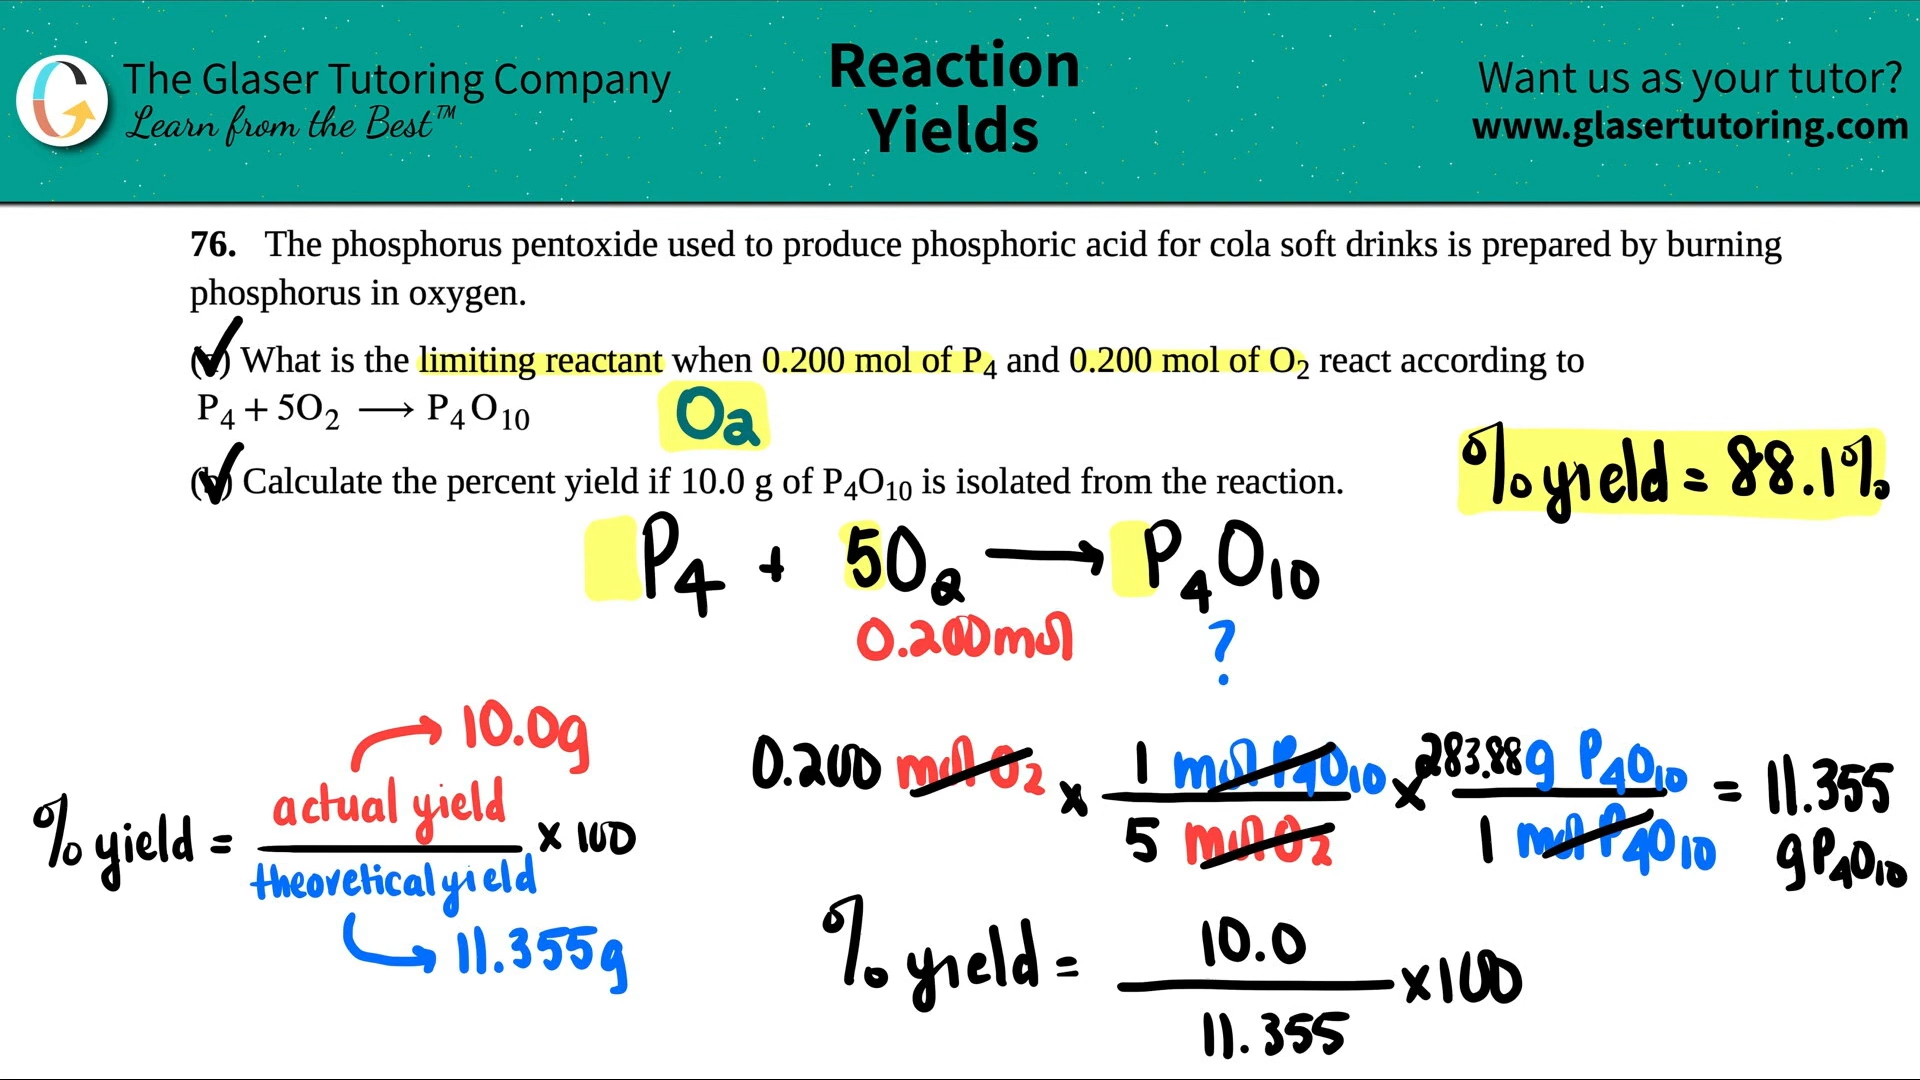 The Glaser Tutoring Company
Learn from the Best™
Reaction
Yields
Want us as your tutor?
www.glasertutoring.com
76. The phosphorus pentoxide used to produce phosphoric acid for cola soft drinks is prepared by burning
phosphorus in oxygen.
(a) What is the limiting reactant when 0.200 mol of P₄ and 0.200 mol of O₂ react according to
P₄ + 5O₂ ⟶ P₄O₁₀
O₂
(b) Calculate the percent yield if 10.0 g of P₄O₁₀ is isolated from the reaction.
% yield = 88.1%
P₄ + 5O₂ ⟶ P₄O₁₀
0.200 mol
?
10.0g
% yield = actual yield / theoretical yield x 100
11.355g
0.200 mol O₂ x 1 mol P₄O₁₀ / 5 mol O₂ x 283.88 g P₄O₁₀ / 1 mol P₄O₁₀ = 11.355
g P₄O₁₀
% yield = 10.0 / 11.355 x100